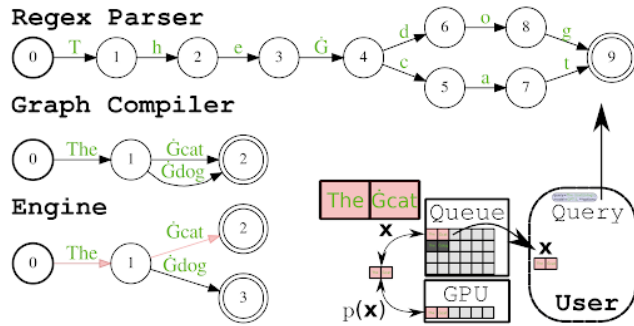 Regex Parser
0 T 1 h 2 e 3 Ġ 4 d 6 o 8 g 9
c 5 a 7 t
Graph Compiler
0 The 1 Ġcat 2
Ġdog
Engine
0 The 1 Ġcat 2
Ġdog 3
The Ġcat
x
p(x)
Queue
GPU
Query
x
User